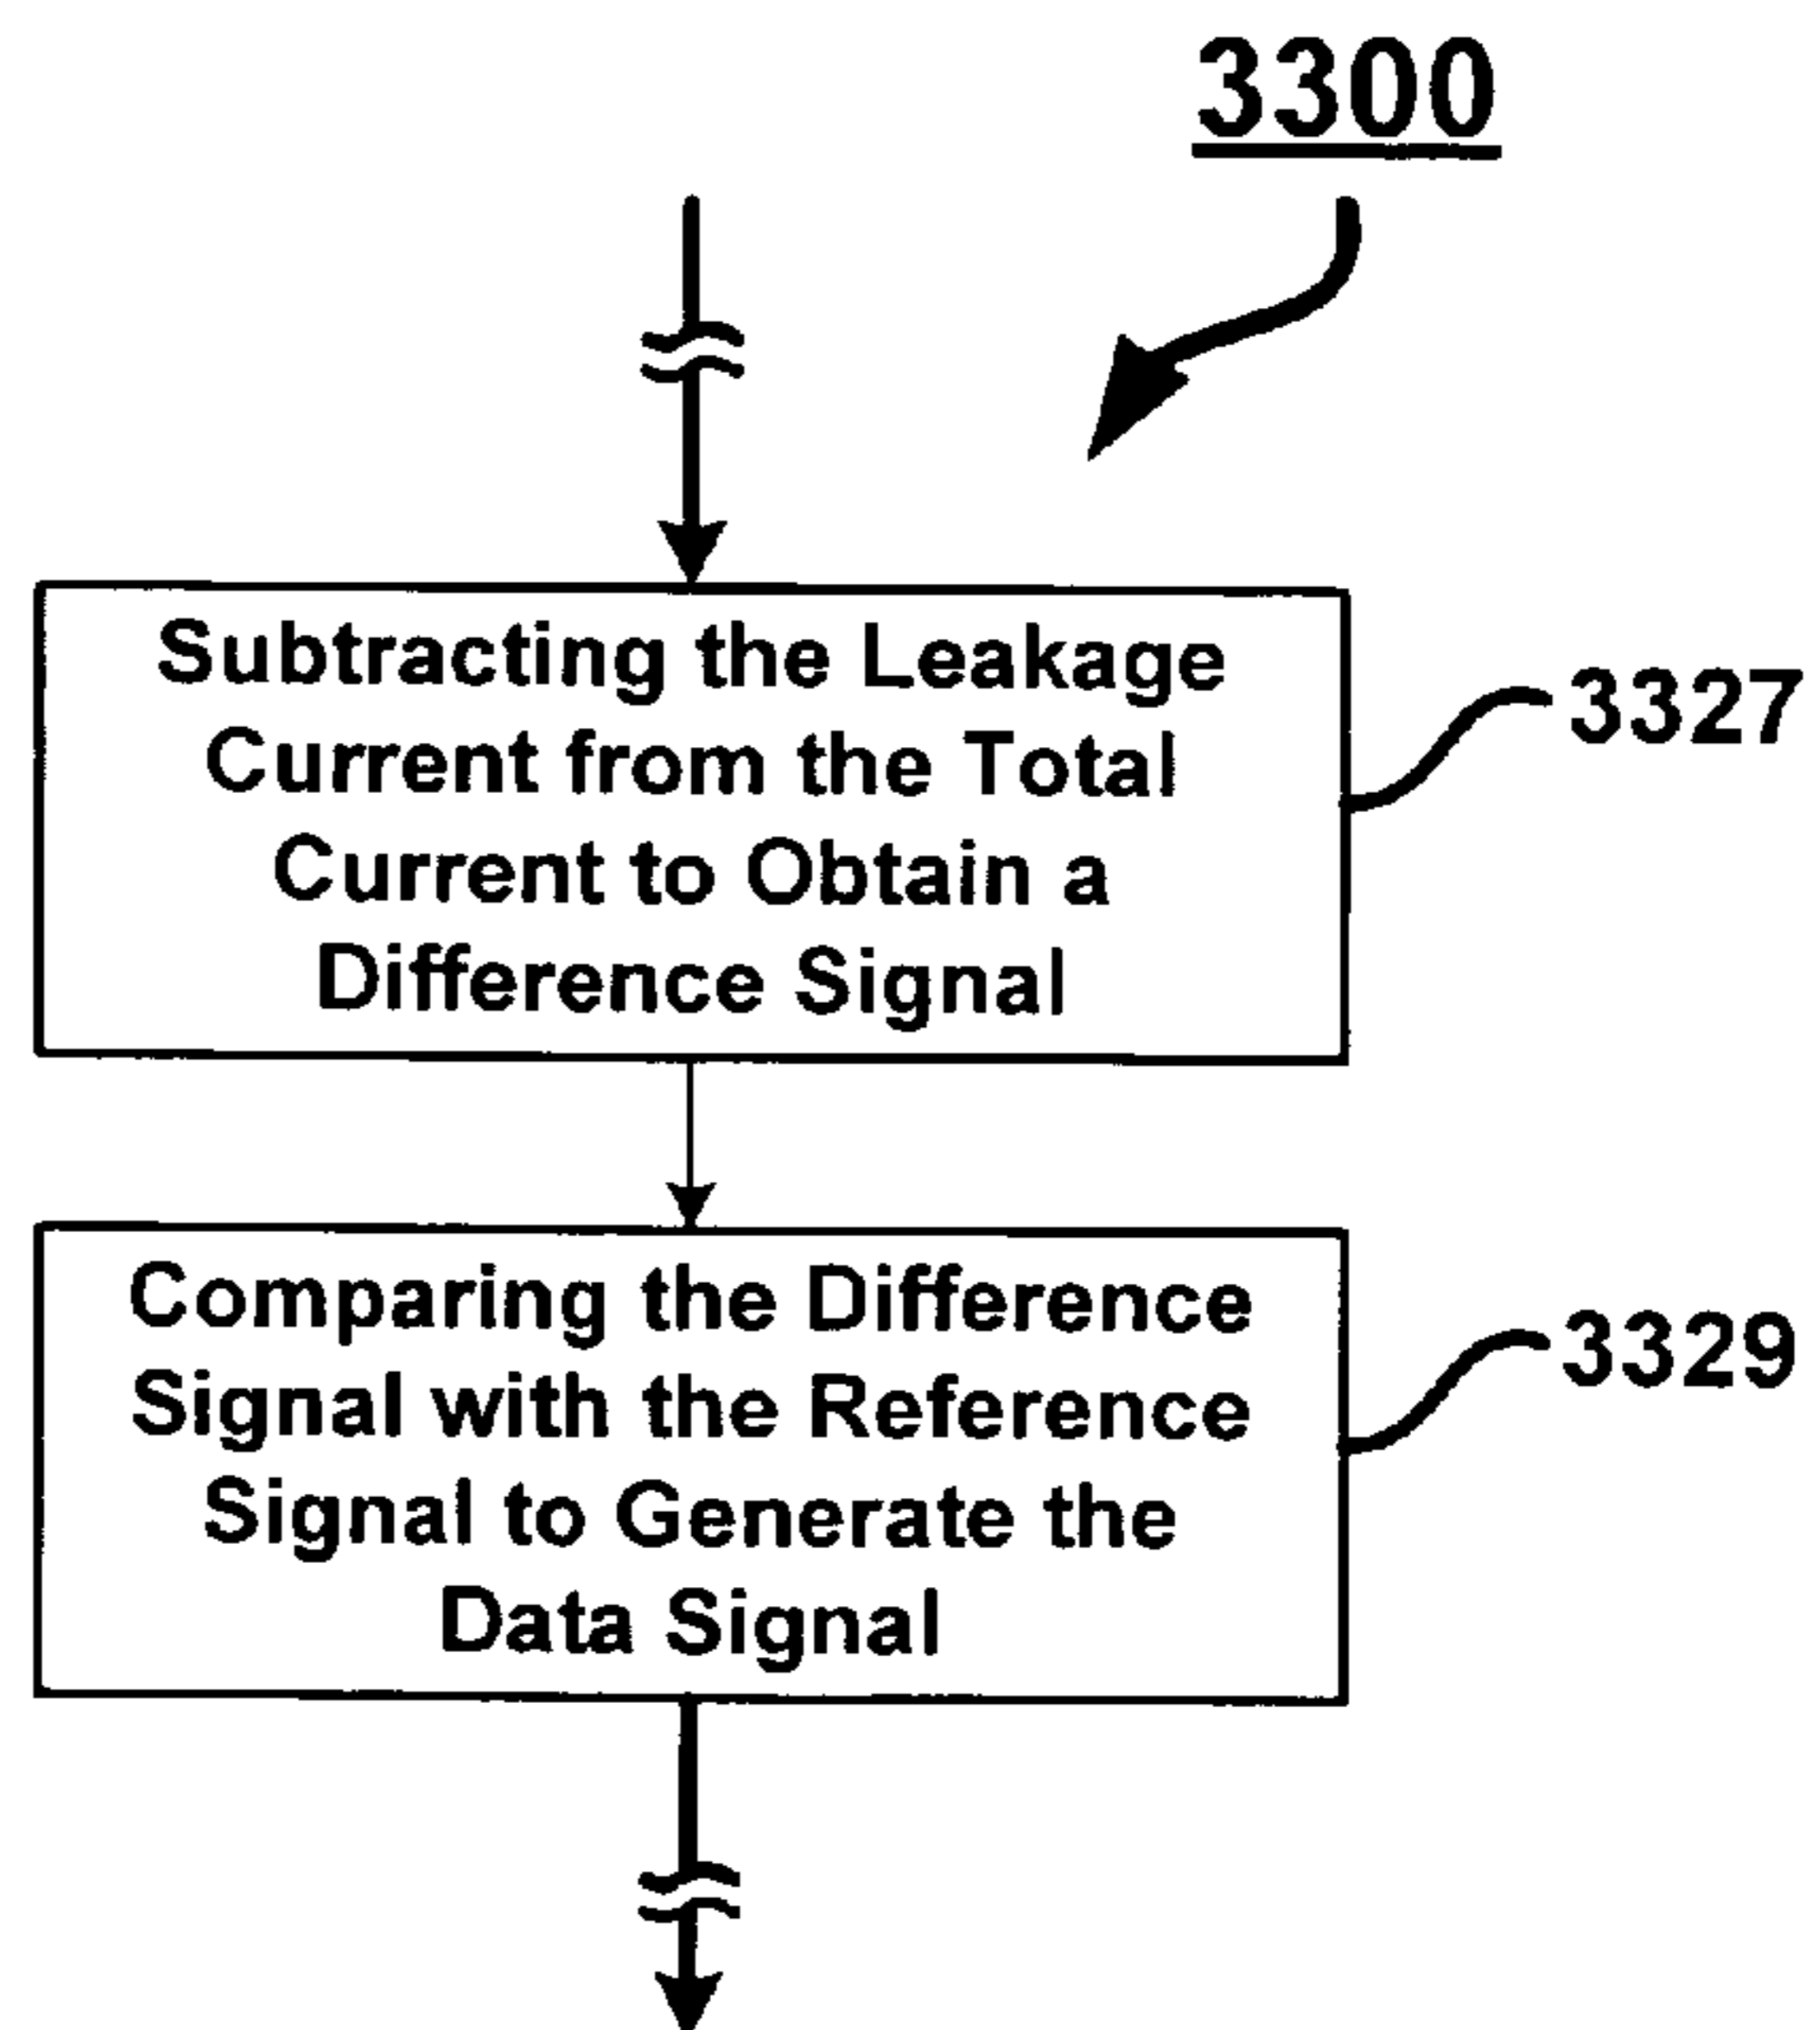 3300
Subtracting the Leakage
Current from the Total
Current to Obtain a
Difference Signal
3327
Comparing the Difference
Signal with the Reference
Signal to Generate the
Data Signal
3329